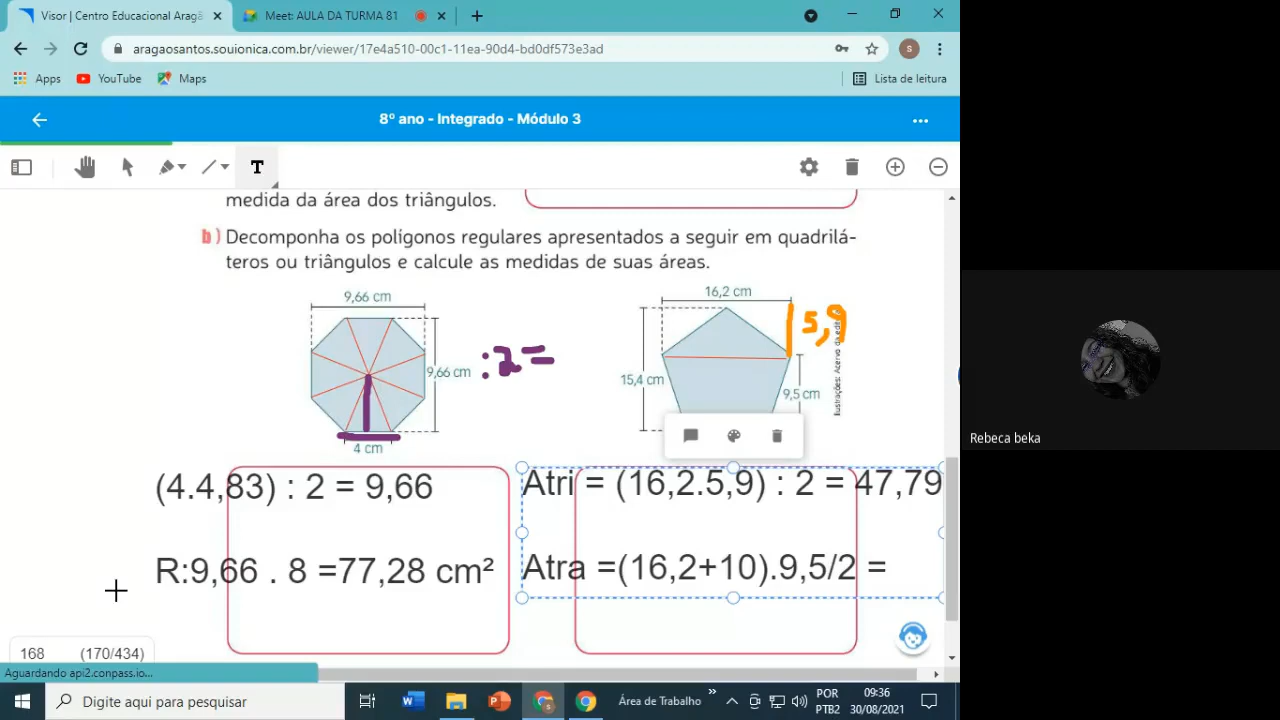 Visor | Centro Educacional Aragã
Meet: AULA DA TURMA 81
aragaosantos.souionica.com.br/viewer/17e4a510-00c1-11ea-90d4-bd0df573e3ad
s
Apps
YouTube
Maps
Lista de leitura
8º ano - Integrado - Módulo 3
T
medida da área dos triângulos.
b) Decomponha os polígonos regulares apresentados a seguir em quadrilá-
teros ou triângulos e calcule as medidas de suas áreas.
9,66 cm
9,66 cm
:2=
4 cm
16,2 cm
5,9
15,4 cm
9,5 cm
Ilustrações: Acervo da edit
(4.4,83) : 2 = 9,66
R:9,66 . 8 =77,28 cm²
Atri = (16,2.5,9) : 2 = 47,79
Atra =(16,2+10).9,5/2 =
168 (170/434)
Aguardando api2.conpass.io...
Rebeca beka
Digite aqui para pesquisar
Área de Trabalho
POR
PTB2
09:36
30/08/2021